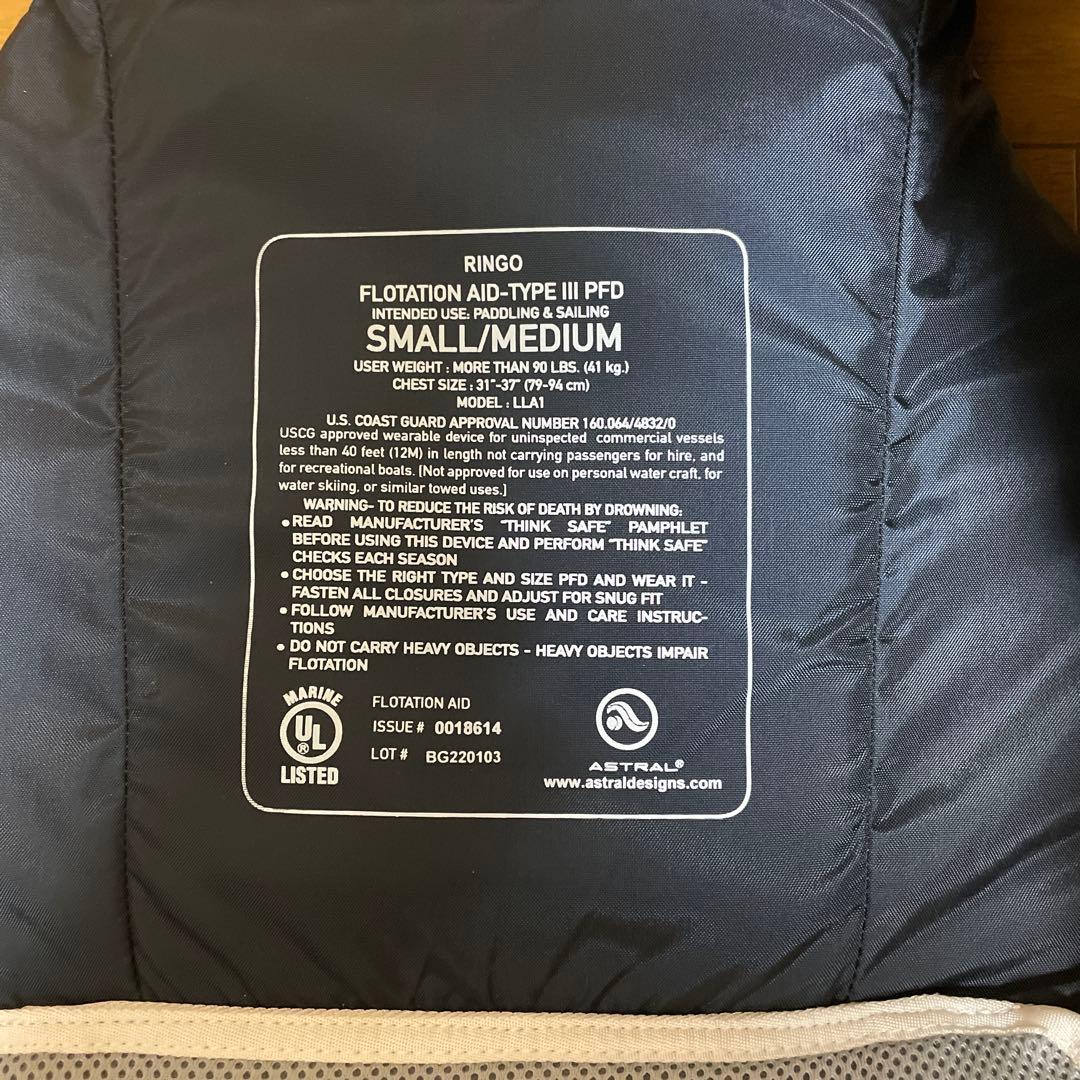 RINGO
FLOTATION AID-TYPE III PFD
INTENDED USE: PADDLING & SAILING
SMALL/MEDIUM
USER WEIGHT : MORE THAN 90 LBS. (41 kg.)
CHEST SIZE : 31"-37" (79-94 cm)
MODEL : LLA1
U.S. COAST GUARD APPROVAL NUMBER 160.064/4832/0
USCG approved wearable device for uninspected commercial vessels
less than 40 feet (12M) in length not carrying passengers for hire, and
for recreational boals. (Not approved for use on personal water craft, for
water skiing, or similar towed uses.)
WARNING- TO REDUCE THE RISK OF DEATH BY DROWNING:
• READ MANUFACTURER'S "THINK SAFE" PAMPHLET
BEFORE USING THIS DEVICE AND PERFORM "THINK SAFE"
CHECKS EACH SEASON
• CHOOSE THE RIGHT TYPE AND SIZE PFD AND WEAR IT -
FASTEN ALL CLOSURES AND ADJUST FOR SNUG FIT
• FOLLOW MANUFACTURER'S USE AND CARE INSTRUC-
TIONS
• DO NOT CARRY HEAVY OBJECTS - HEAVY OBJECTS IMPAIR
FLOTATION
MARINE
UL®
LISTED
FLOTATION AID
ISSUE # 0018614
LOT # BG220103
ASTRAL®
www.astraldesigns.com